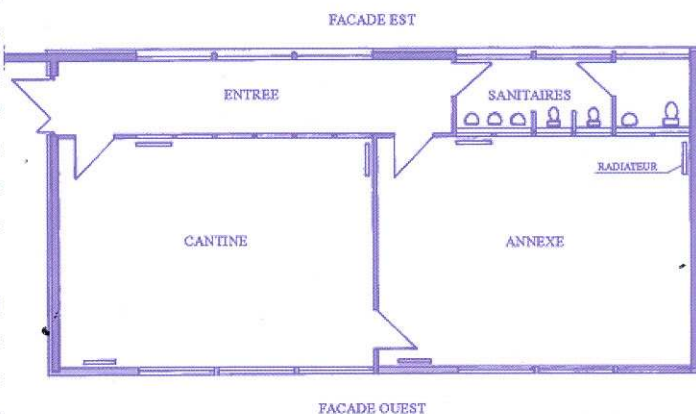 FACADE EST
ENTREE
SANITAIRES
RADIATEUR
CANTINE
ANNEXE
FACADE OUEST